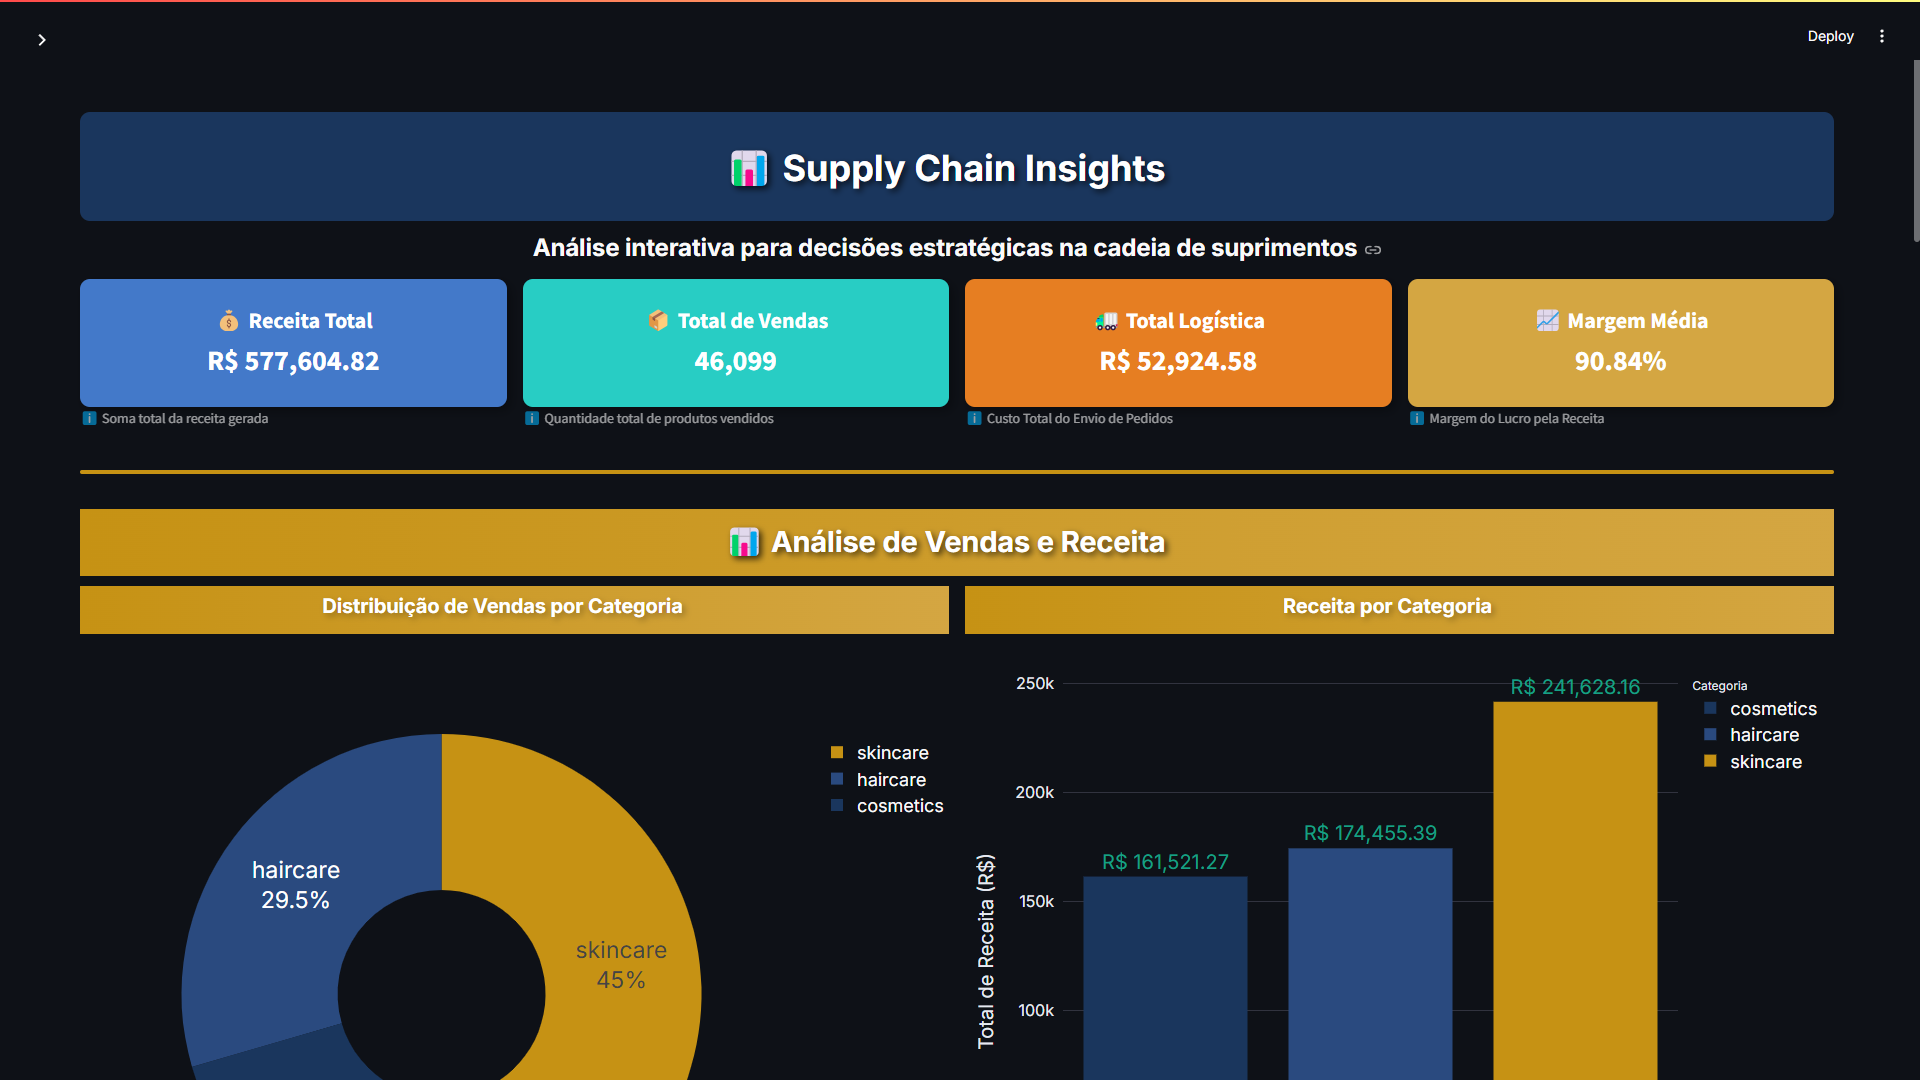 Deploy
Supply Chain Insights
Análise interativa para decisões estratégicas na cadeia de suprimentos
Receita Total
R$ 577,604.82
Soma total da receita gerada
Total de Vendas
46,099
Quantidade total de produtos vendidos
Total Logística
R$ 52,924.58
Custo Total do Envio de Pedidos
Margem Média
90.84%
Margem do Lucro pela Receita
Análise de Vendas e Receita
Distribuição de Vendas por Categoria
haircare
29.5%
skincare
45%
skincare
haircare
cosmetics
Receita por Categoria
Total de Receita (R$)
250k
200k
150k
100k
R$ 161,521.27
R$ 174,455.39
R$ 241,628.16
Categoria
cosmetics
haircare
skincare